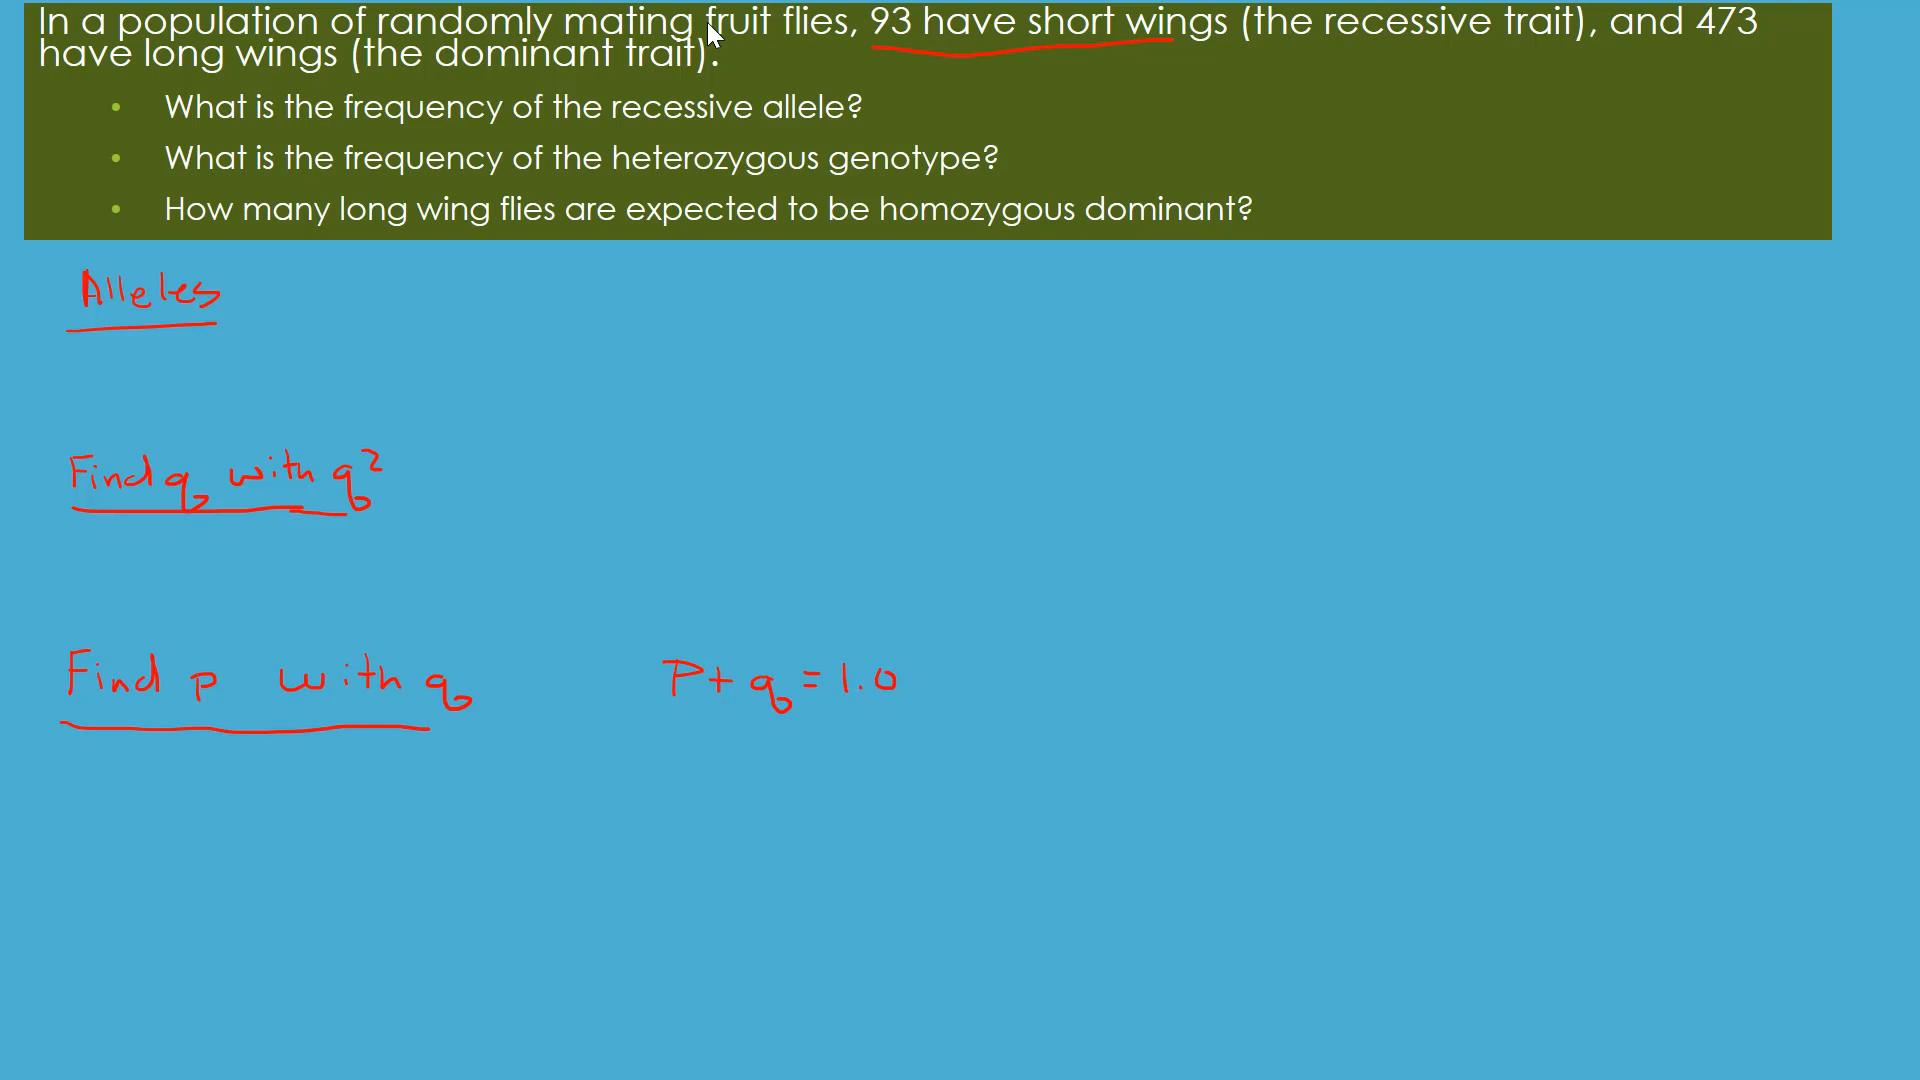 In a population of randomly mating fruit flies, 93 have short wings (the recessive trait), and 473
have long wings (the dominant trait).
• What is the frequency of the recessive allele?
• What is the frequency of the heterozygous genotype?
• How many long wing flies are expected to be homozygous dominant?
Alleles
Find q with q²
Find p with q P+ q = 1.0